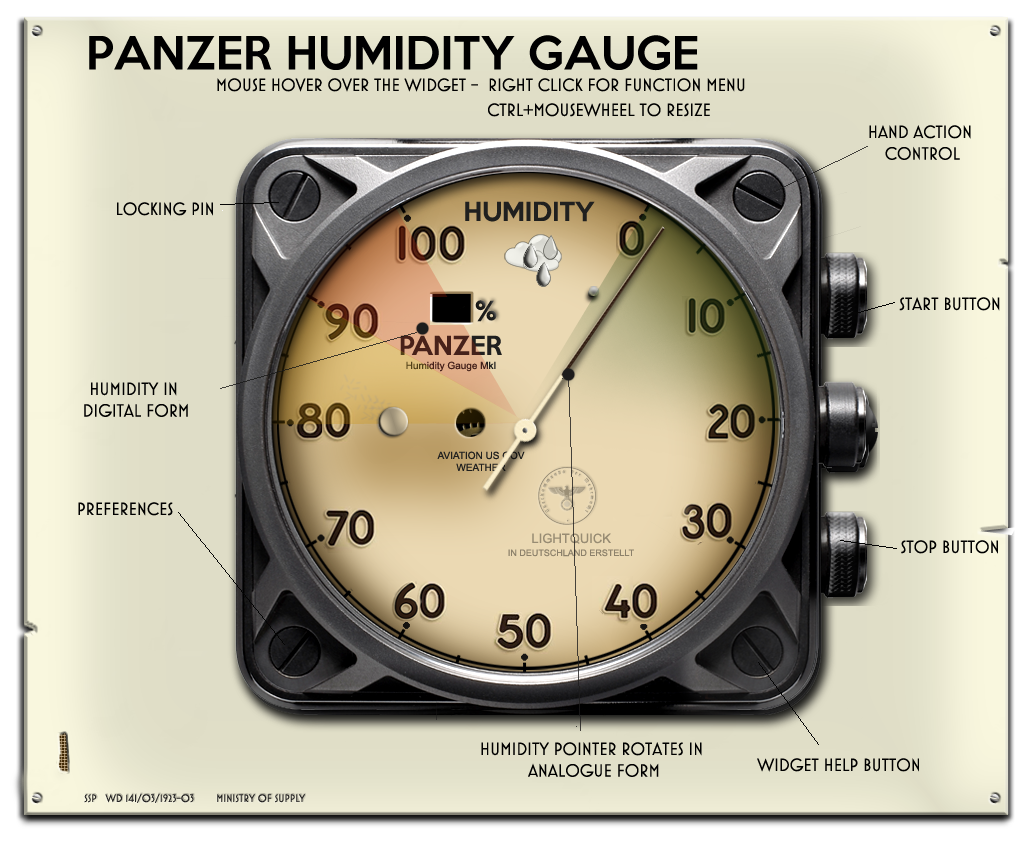 PANZER HUMIDITY GAUGE
MOUSE HOVER OVER THE WIDGET - RIGHT CLICK FOR FUNCTION MENU
CTRL+MOUSEWHEEL TO RESIZE
HAND ACTION
CONTROL
LOCKING PIN
HUMIDITY
100
0
90
%
10
START BUTTON
PANZER
Humidity Gauge MkI
HUMIDITY IN
DIGITAL FORM
80
20
AVIATION US GOV
WEATHER
PREFERENCES
70
30
LIGHTQUICK
IN DEUTSCHLAND ERSTELLT
STOP BUTTON
60
40
50
HUMIDITY POINTER ROTATES IN
ANALOGUE FORM
WIDGET HELP BUTTON
SSP WD 141/03/1923-03 MINISTRY OF SUPPLY